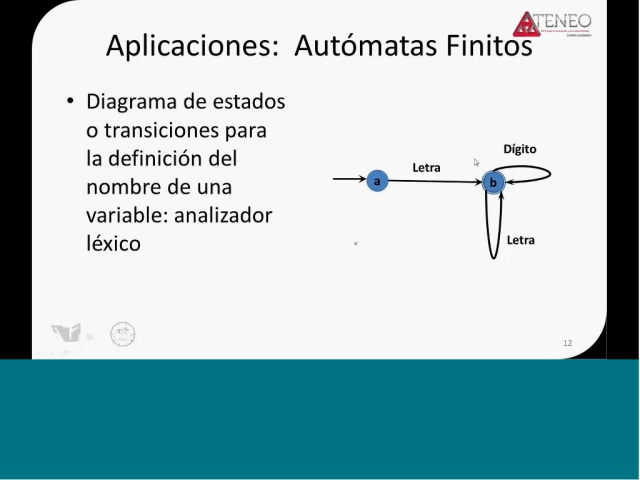 ATENEO
Aplicaciones: Autómatas Finitos
• Diagrama de estados
o transiciones para
la definición del
nombre de una
variable: analizador
léxico
Dígito
Letra
a
b
Letra
12